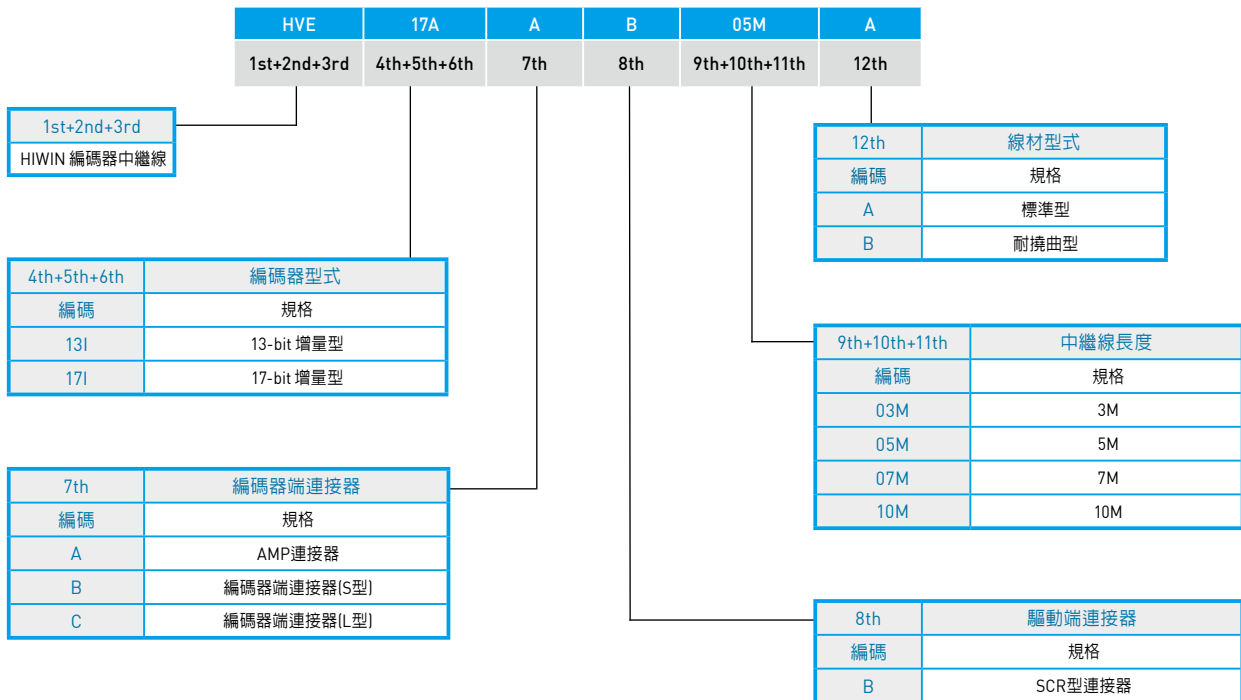 HVE 17A A B 05M A
1st+2nd+3rd 4th+5th+6th 7th 8th 9th+10th+11th 12th
1st+2nd+3rd
HIWIN 編碼器中繼線
12th 線材型式
編碼 規格
A 標準型
B 耐撓曲型
4th+5th+6th 編碼器型式
編碼 規格
13I 13-bit 增量型
17I 17-bit 增量型
9th+10th+11th 中繼線長度
編碼 規格
03M 3M
05M 5M
07M 7M
10M 10M
7th 編碼器端連接器
編碼 規格
A AMP連接器
B 編碼器端連接器(S型)
C 編碼器端連接器(L型)
8th 驅動端連接器
編碼 規格
B SCR型連接器